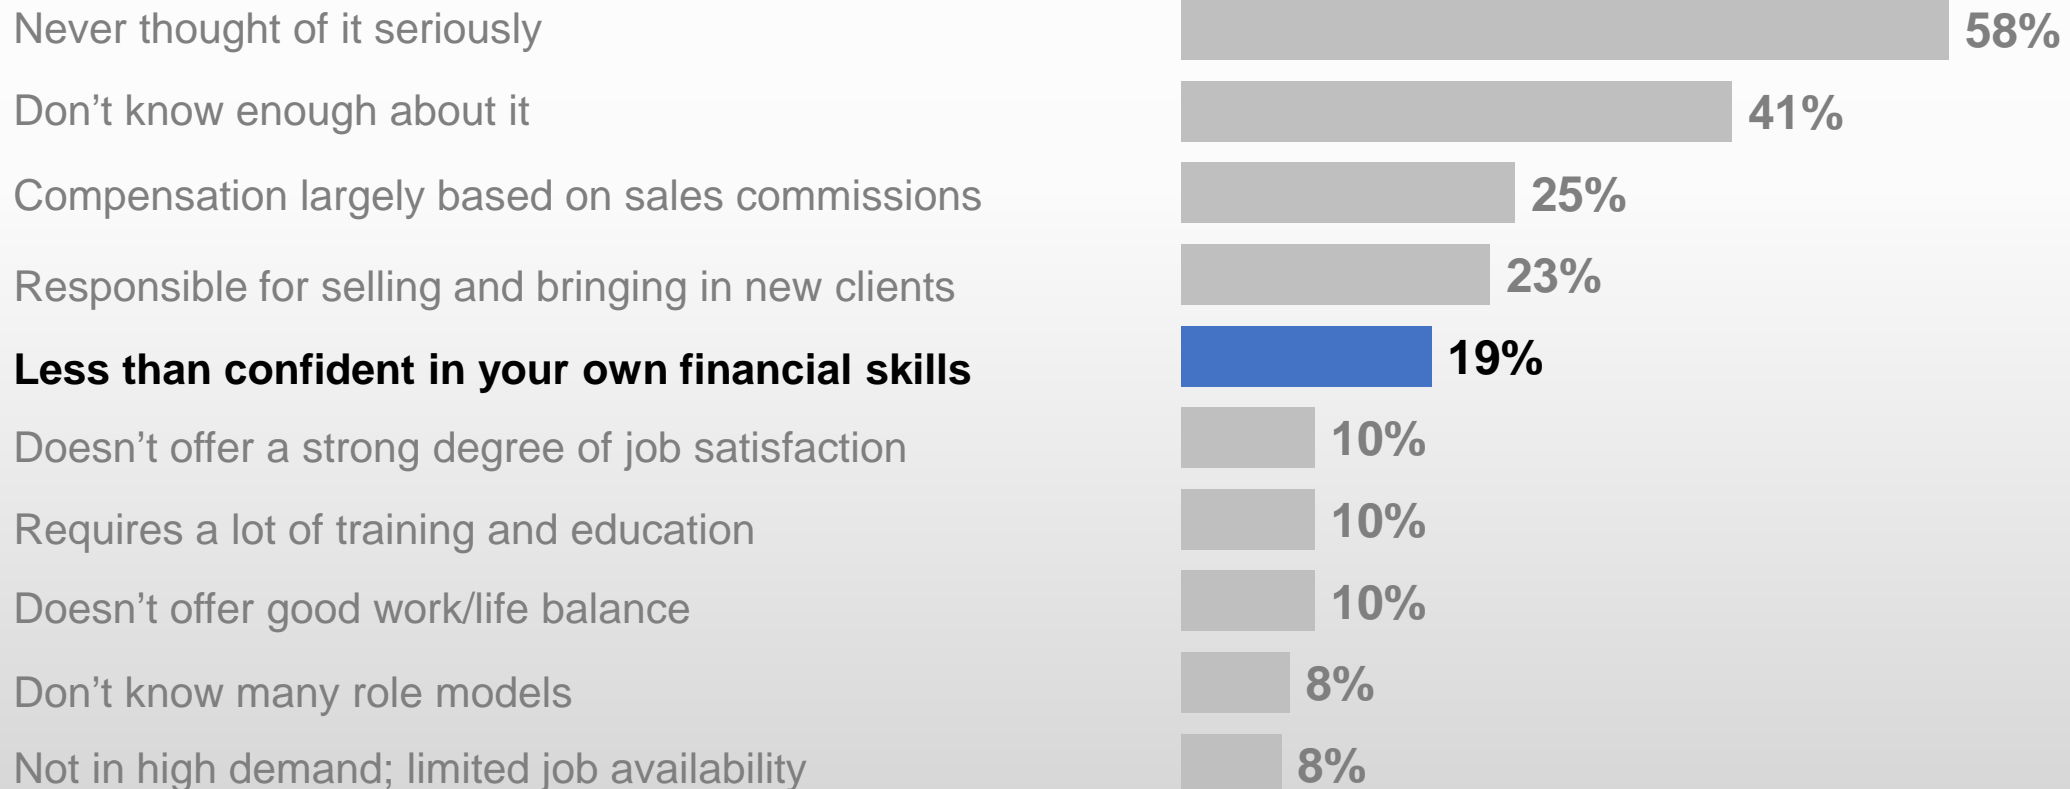 Never thought of it seriously 58%
Don’t know enough about it 41%
Compensation largely based on sales commissions 25%
Responsible for selling and bringing in new clients 23%
Less than confident in your own financial skills 19%
Doesn’t offer a strong degree of job satisfaction 10%
Requires a lot of training and education 10%
Doesn’t offer good work/life balance 10%
Don’t know many role models 8%
Not in high demand; limited job availability 8%